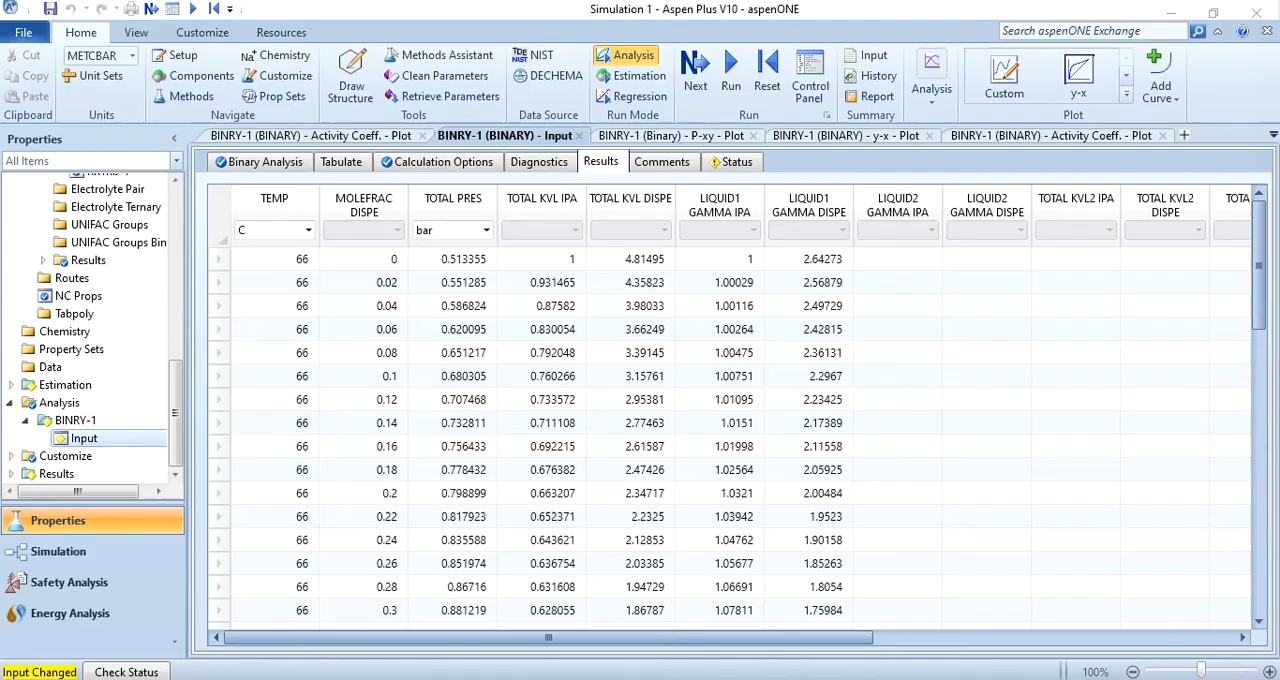 Simulation 1 - Aspen Plus V10 - aspenONE
File Home View Customize Resources Search aspenONE Exchange
Cut METCBAR Setup Chemistry Methods Assistant NIST Analysis Input
Copy Unit Sets Components Customize Draw Structure Clean Parameters DECHEMA Estimation Next Run Reset Control Panel History Analysis Custom y-x Add Curve
Paste Methods Prop Sets Retrieve Parameters Regression Report
Clipboard Units Navigate Tools Data Source Run Mode Run Summary Plot
Properties BINRY-1 (BINARY) - Activity Coeff. - Plot BINRY-1 (BINARY) - Input BINRY-1 (Binary) - P-xy - Plot BINRY-1 (BINARY) - y-x - Plot BINRY-1 (BINARY) - Activity Coeff. - Plot
All Items Binary Analysis Tabulate Calculation Options Diagnostics Results Comments Status
Electrolyte Pair
Electrolyte Ternary
UNIFAC Groups
UNIFAC Groups Bin
Results
Routes
NC Props
Tabpoly
Chemistry
Property Sets
Data
Estimation
Analysis
BINRY-1
Input
Customize
Results
Properties
Simulation
Safety Analysis
Energy Analysis
TEMP MOLEFRAC DISPE TOTAL PRES TOTAL KVL IPA TOTAL KVL DISPE LIQUID1 GAMMA IPA LIQUID1 GAMMA DISPE LIQUID2 GAMMA IPA LIQUID2 GAMMA DISPE TOTAL KVL2 IPA TOTAL KVL2 DISPE TOTA
C bar
66 0 0.513355 1 4.81495 1 2.64273
66 0.02 0.551285 0.931465 4.35823 1.00029 2.56879
66 0.04 0.586824 0.87582 3.98033 1.00116 2.49729
66 0.06 0.620095 0.830054 3.66249 1.00264 2.42815
66 0.08 0.651217 0.792048 3.39145 1.00475 2.36131
66 0.1 0.680305 0.760266 3.15761 1.00751 2.2967
66 0.12 0.707468 0.733572 2.95381 1.01095 2.23425
66 0.14 0.732811 0.711108 2.77463 1.0151 2.17389
66 0.16 0.756433 0.692215 2.61587 1.01998 2.11558
66 0.18 0.778432 0.676382 2.47426 1.02564 2.05925
66 0.2 0.798899 0.663207 2.34717 1.0321 2.00484
66 0.22 0.817923 0.652371 2.2325 1.03942 1.9523
66 0.24 0.835588 0.643621 2.12853 1.04762 1.90158
66 0.26 0.851974 0.636754 2.03385 1.05677 1.85263
66 0.28 0.86716 0.631608 1.94729 1.06691 1.8054
66 0.3 0.881219 0.628055 1.86787 1.07811 1.75984
Input Changed Check Status 100%